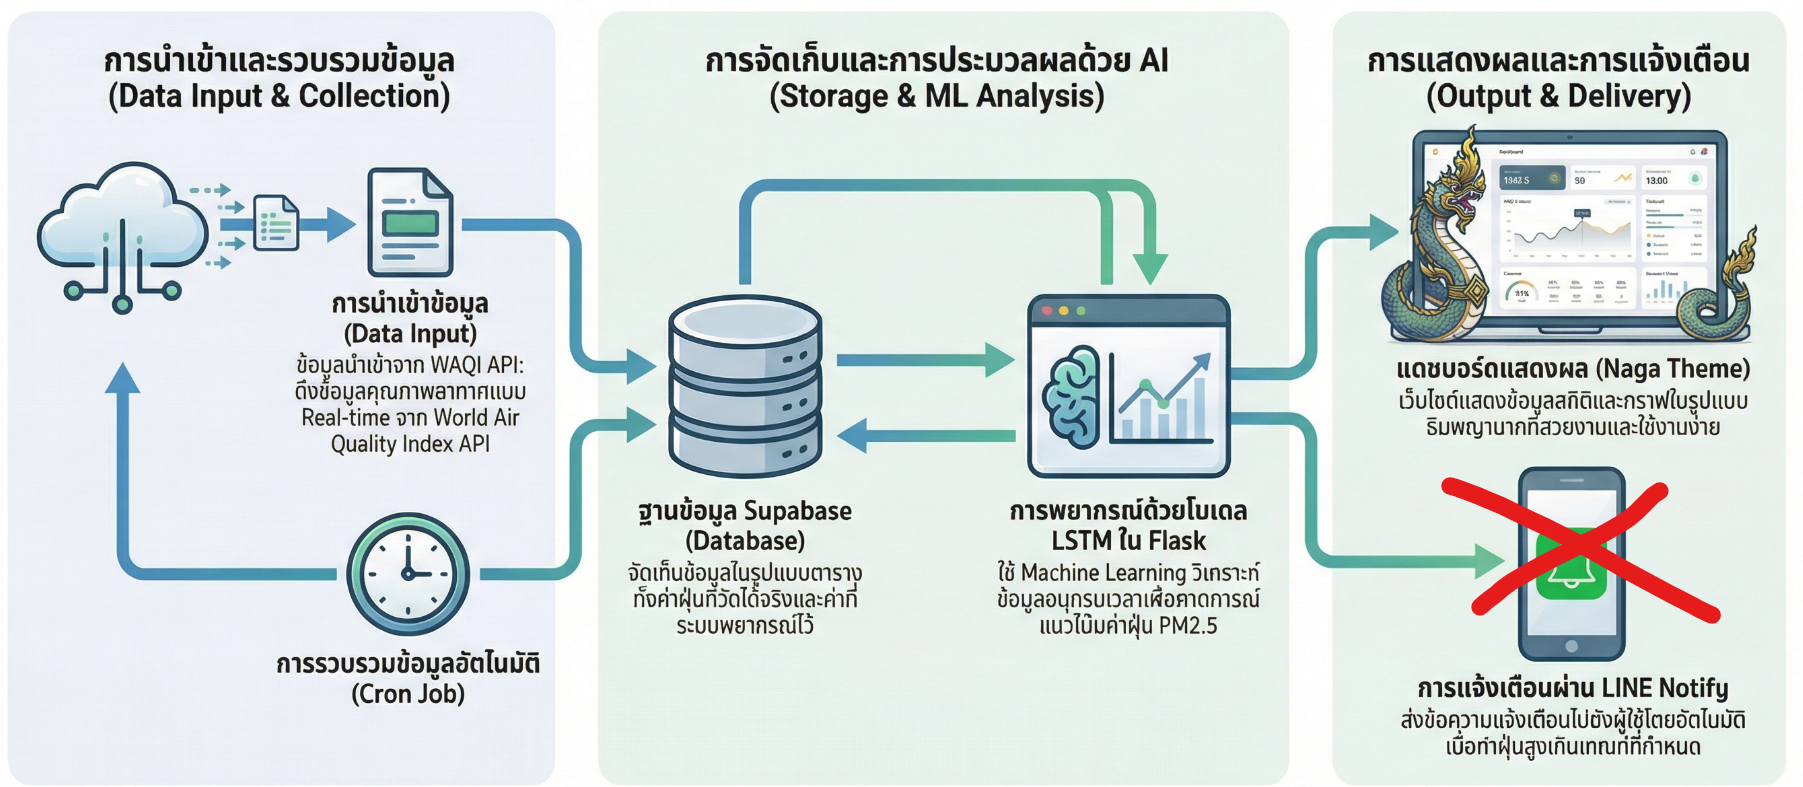 การนำเข้าและรวบรวมข้อมูล
(Data Input & Collection)
การนำเข้าข้อมูล
(Data Input)
ข้อมูลนำเข้าจาก WAQI API:
ดึงข้อมูลคุณภาพลาทาศแบบ
Real-time จาก World Air
Quality Index API
การรวบรวมข้อมูลอัตไนมัติ
(Cron Job)
การจัดเก็บและการประมวลผลด้วย AI
(Storage & ML Analysis)
ฐานข้อมูล Supabase
(Database)
จัดเท็นข้อมูลในรูปแบบตาราง
ทั้งค่าฝุ่นที่วัดได้จริงและค่าที่
ระบบพยากรณ์ไว้
การพยากรณ์ด้วยโบเดล
LSTM ใน Flask
ใช้ Machine Learning วิเทราะท์
ข้อมูลอนุกรบเวลาเพื่อคาดการณ์
แนวไน้มค่าฝุ่น PM2.5
การแสดงผลและการแจ้งเตือน
(Output & Delivery)
Dashboard
1943.5
59
13.00
แดชบอร์ดแสดงผล (Naga Theme)
เว็บไซต์แสดงข้อมูลสถิติและกราฟใบรูปแบบ
ธิมพญานากที่สวยงามและใช้งานง่าย
การแจ้งเตือนผ่าน LINE Notify
ส่งข้อความแจ้งเตือนไปยังผู้ใช้โตยอัตไนมัติ
เบื่อท่าฝุ่นสูงเกินเทณฑ์ที่กำหนด